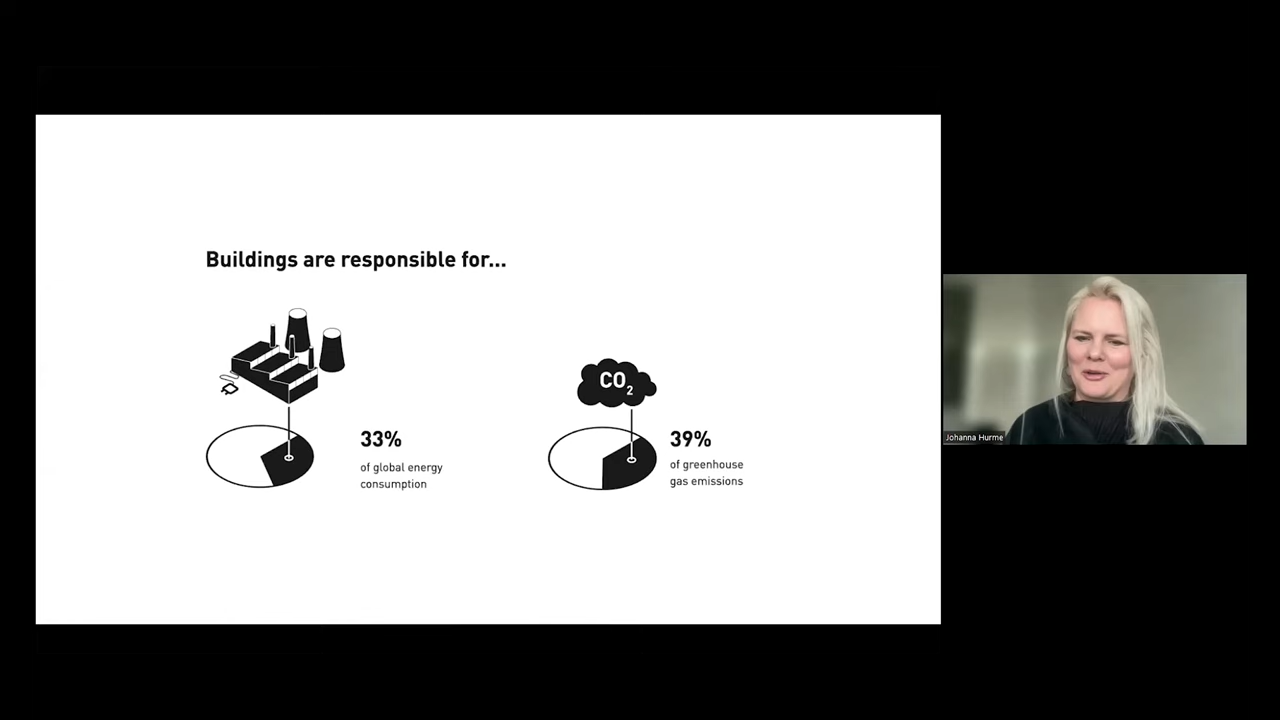 Buildings are responsible for...
CO2
33%
of global energy
consumption
39%
of greenhouse
gas emissions
Johanna Hurme